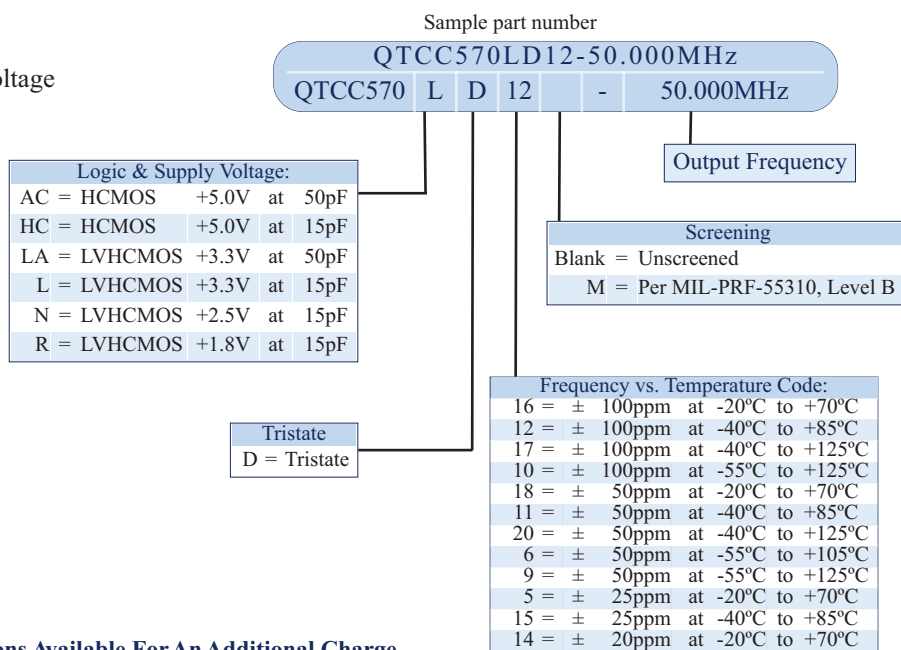 Sample part number
oltage
QTCC570LD12-50.000MHz
QTCC570 L D 12 - 50.000MHz
Output Frequency
Logic & Supply Voltage:
AC = HCMOS +5.0V at 50pF
HC = HCMOS +5.0V at 15pF
LA = LVHCMOS +3.3V at 50pF
L = LVHCMOS +3.3V at 15pF
N = LVHCMOS +2.5V at 15pF
R = LVHCMOS +1.8V at 15pF
Screening
Blank = Unscreened
M = Per MIL-PRF-55310, Level B
Tristate
D = Tristate
Frequency vs. Temperature Code:
16 = ± 100ppm at -20ºC to +70ºC
12 = ± 100ppm at -40ºC to +85ºC
17 = ± 100ppm at -40ºC to +125ºC
10 = ± 100ppm at -55ºC to +125ºC
18 = ± 50ppm at -20ºC to +70ºC
11 = ± 50ppm at -40ºC to +85ºC
20 = ± 50ppm at -40ºC to +125ºC
6 = ± 50ppm at -55ºC to +105ºC
9 = ± 50ppm at -55ºC to +125ºC
5 = ± 25ppm at -20ºC to +70ºC
15 = ± 25ppm at -40ºC to +85ºC
14 = ± 20ppm at -20ºC to +70ºC
ons Available For An Additional Charge